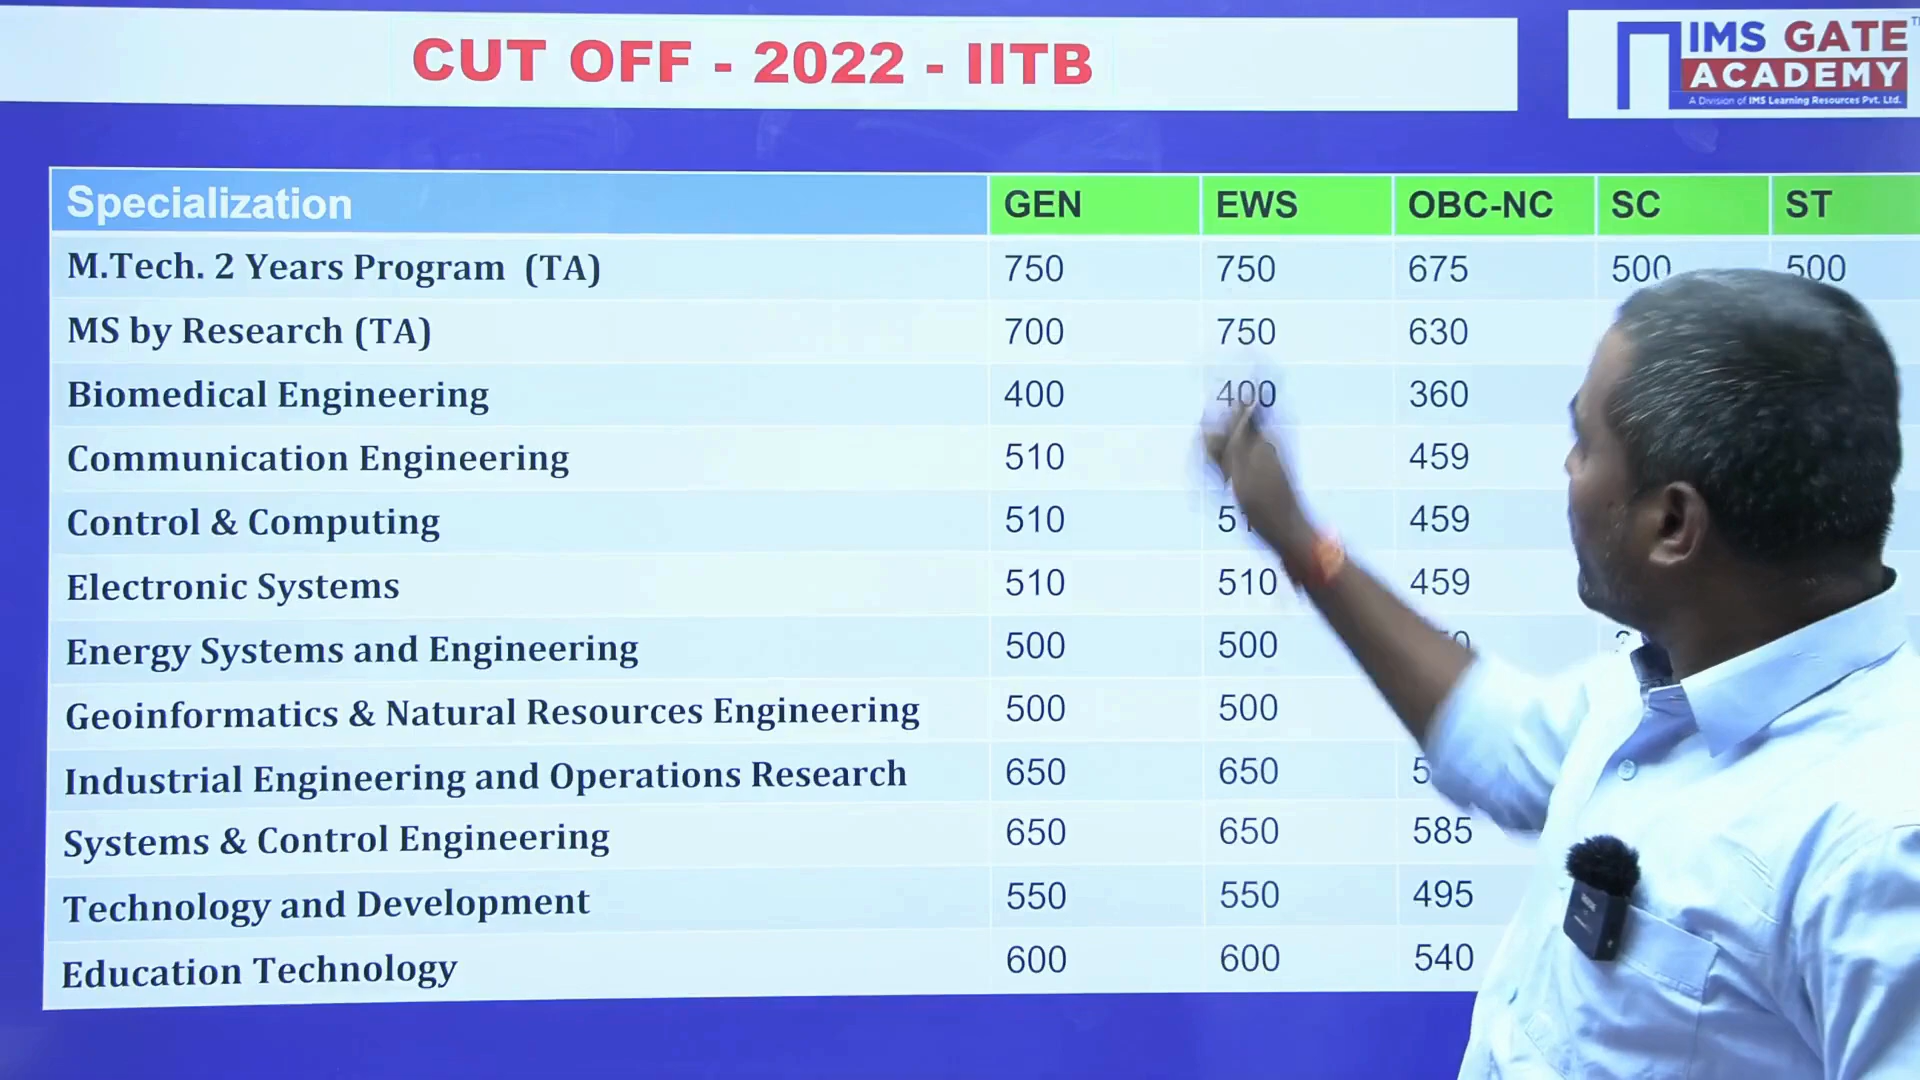 CUT OFF - 2022 - IITB
IMS GATE
ACADEMY
A Division of IMS Learning Resources Pvt. Ltd.
Specialization GEN EWS OBC-NC SC ST
M.Tech. 2 Years Program (TA) 750 750 675 500 500
MS by Research (TA) 700 750 630
Biomedical Engineering 400 400 360
Communication Engineering 510 459
Control & Computing 510 459
Electronic Systems 510 510 459
Energy Systems and Engineering 500 500
Geoinformatics & Natural Resources Engineering 500 500
Industrial Engineering and Operations Research 650 650
Systems & Control Engineering 650 650 585
Technology and Development 550 550 495
Education Technology 600 600 540